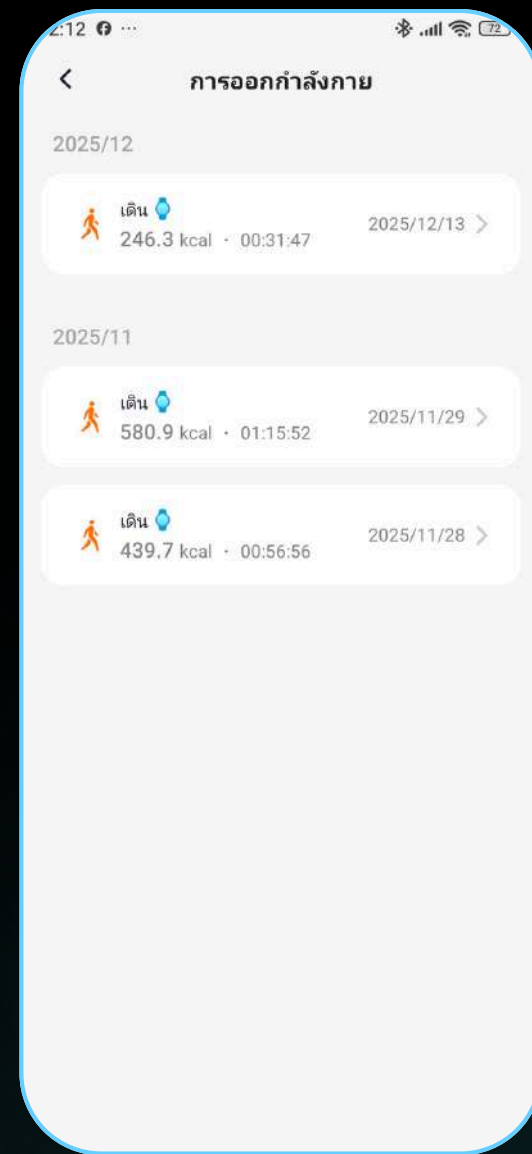 2:12 ...
72
การออกกำลังกาย
2025/12
เดิน
246.3 kcal · 00:31:47
2025/12/13
2025/11
เดิน
580.9 kcal · 01:15:52
2025/11/29
เดิน
439.7 kcal · 00:56:56
2025/11/28